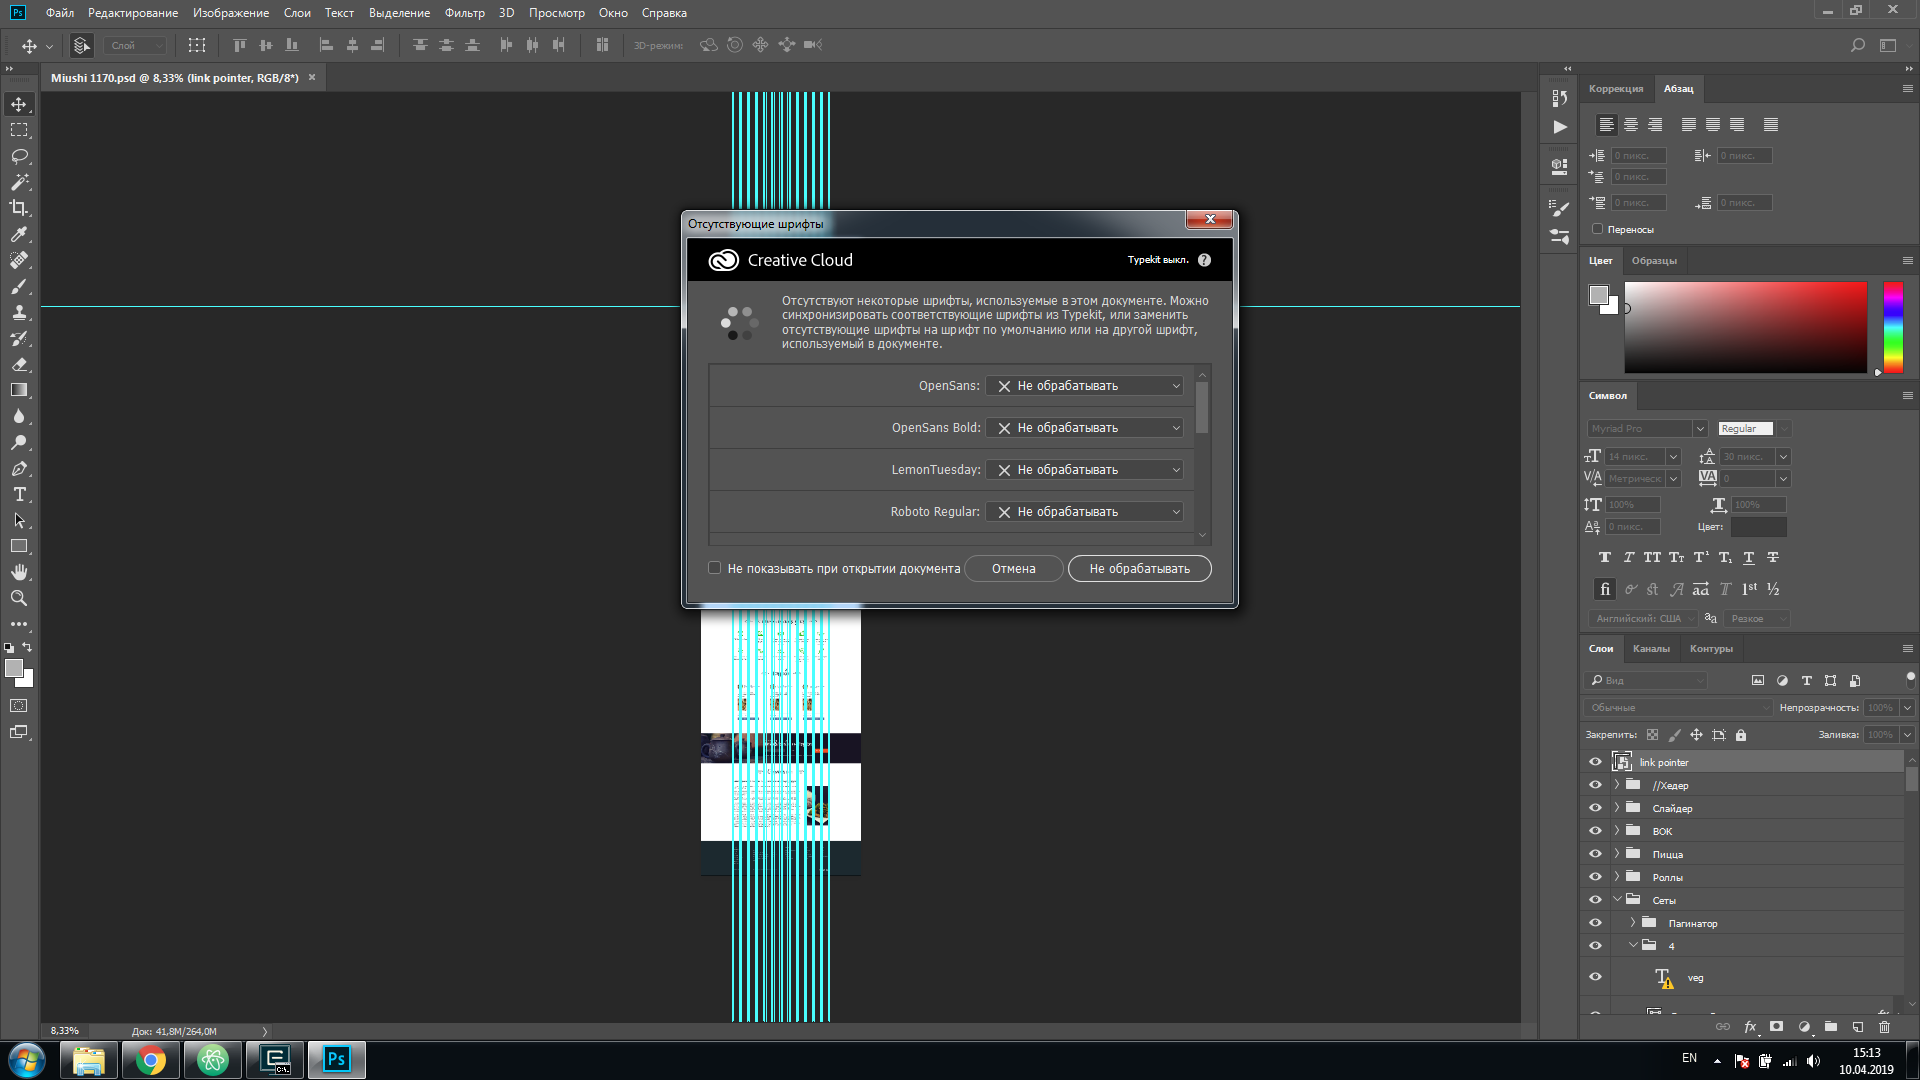 Ps
Файл Редактирование Изображение Слои Текст Выделение Фильтр 3D Просмотр Окно Справка
Слой
3D-режим:
Miushi 1170.psd @ 8,33% (link pointer, RGB/8*)
Коррекция Абзац
0 пикс. 0 пикс.
0 пикс.
0 пикс. 0 пикс.
Переносы
Цвет Образцы
Символ
Myriad Pro Regular
14 пикс. 30 пикс.
Метрическ 0
100% 100%
0 пикс. Цвет:
Английский: США Резкое
Слои Каналы Контуры
Вид
Обычные Непрозрачность: 100%
Закрепить: Заливка: 100%
link pointer
//Хедер
Слайдер
ВОК
Пицца
Роллы
Сеты
Пагинатор
4
veg
Отсутствующие шрифты
Creative Cloud
Typekit выкл. ?
Отсутствуют некоторые шрифты, используемые в этом документе. Можно
синхронизировать соответствующие шрифты из Typekit, или заменить
отсутствующие шрифты на шрифт по умолчанию или на другой шрифт,
используемый в документе.
OpenSans: Не обрабатывать
OpenSans Bold: Не обрабатывать
LemonTuesday: Не обрабатывать
Roboto Regular: Не обрабатывать
Не показывать при открытии документа Отмена Не обрабатывать
8,33% Док: 41,8M/264,0M
Ps
EN
15:13
10.04.2019